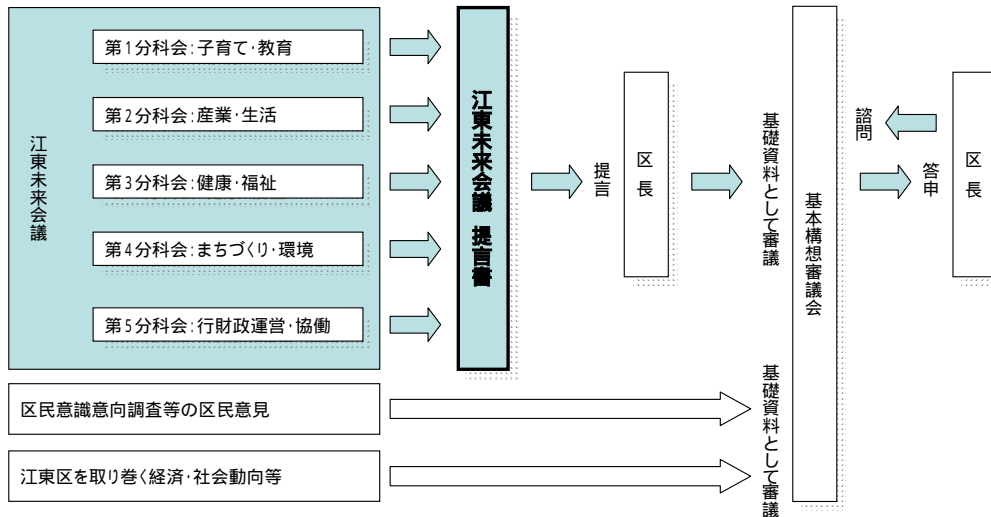 江東未来会議
第1分科会:子育て・教育
第2分科会:産業・生活
第3分科会:健康・福祉
第4分科会:まちづくり・環境
第5分科会:行財政運営・協働
江東未来会議 提言書
提言
区長
基礎資料として審議
基本構想審議会
諮問
答申
区長
区民意識意向調査等の区民意見
江東区を取り巻く経済・社会動向等
基礎資料として審議